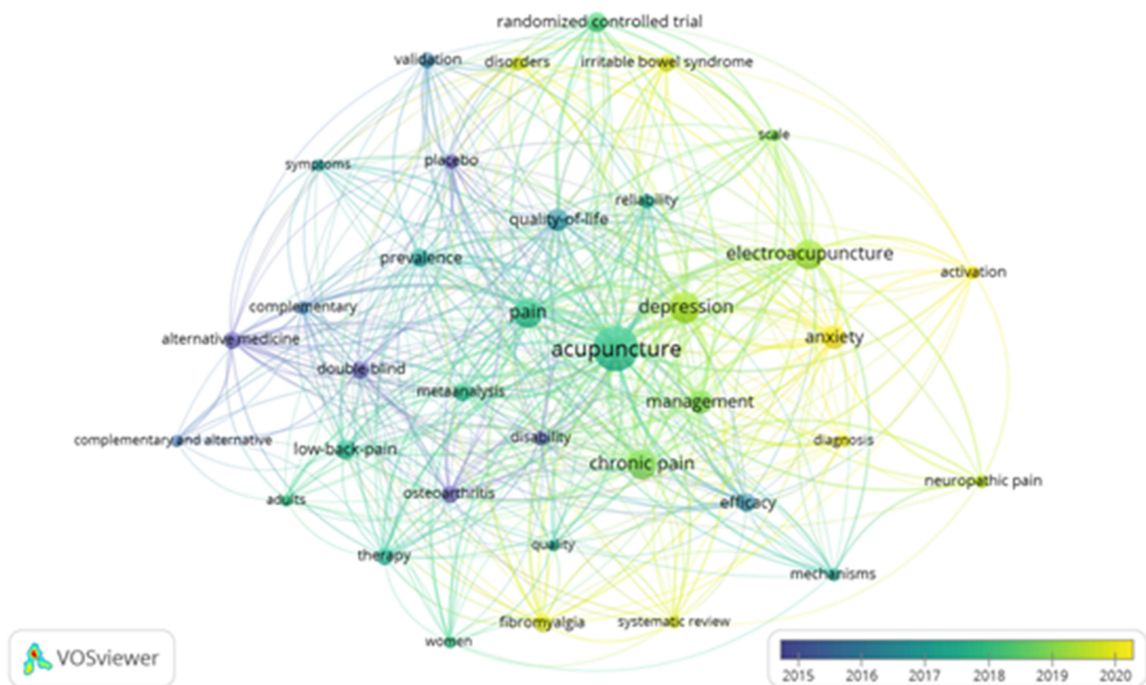 randomized controlled trial
validation
disorders
irritable bowel syndrome
scale
symptoms
placebo
reliability
quality-of-life
electroacupuncture
prevalence
activation
complementary
pain
depression
alternative medicine
anxiety
acupuncture
double-blind
metaanalysis
management
complementary and alternative
disability
diagnosis
low-back-pain
chronic pain
neuropathic pain
adults
osteoarthritis
efficacy
quality
therapy
mechanisms
fibromyalgia
systematic review
women
VOSviewer
2015 2016 2017 2018 2019 2020